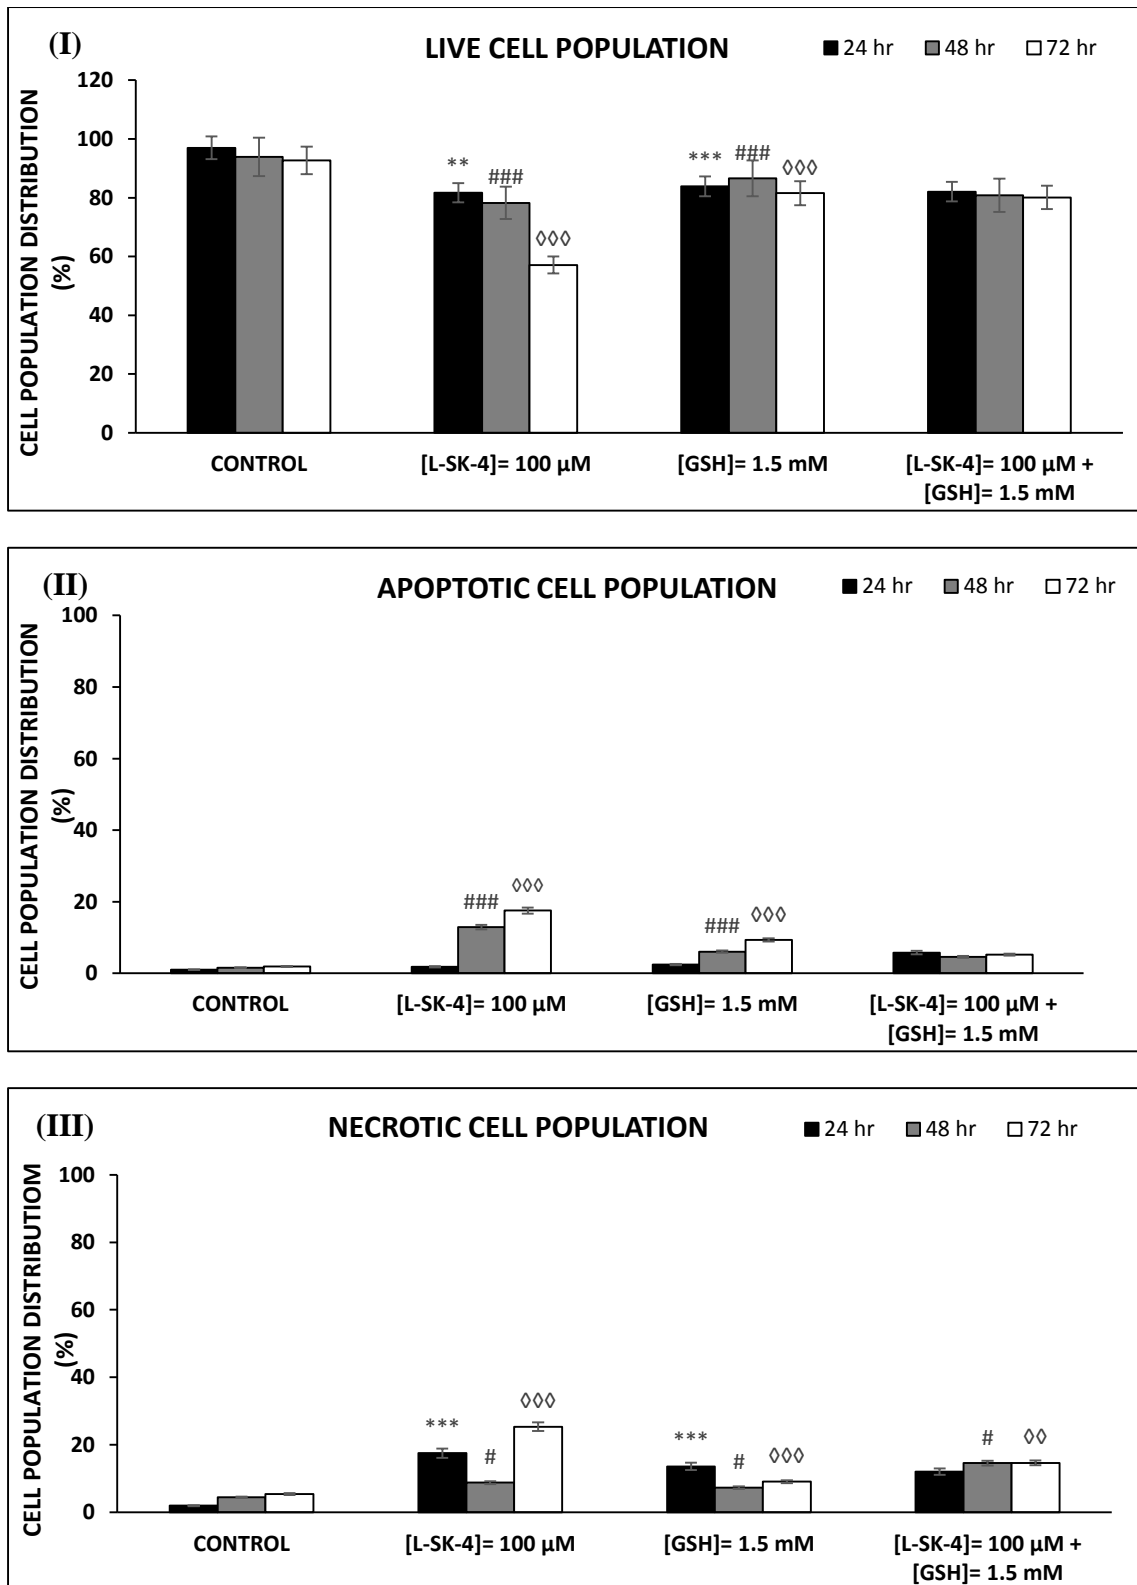 (I)
LIVE CELL POPULATION
24 hr 48 hr 72 hr
CELL POPULATION DISTRIBUTION
(%)
120
100
80
60
40
20
0
** ### ◊◊◊
*** ### ◊◊◊
CONTROL [L-SK-4]= 100 µM [GSH]= 1.5 mM [L-SK-4]= 100 µM +
[GSH]= 1.5 mM
(II)
APOPTOTIC CELL POPULATION
24 hr 48 hr 72 hr
CELL POPULATION DISTRIBUTION
(%)
100
80
60
40
20
0
### ◊◊◊
### ◊◊◊
CONTROL [L-SK-4]= 100 µM [GSH]= 1.5 mM [L-SK-4]= 100 µM +
[GSH]= 1.5 mM
(III)
NECROTIC CELL POPULATION
24 hr 48 hr 72 hr
CELL POPULATION DISTRIBUTIOM
(%)
100
80
60
40
20
0
*** # ◊◊◊
*** # ◊◊◊
# ◊◊
CONTROL [L-SK-4]= 100 µM [GSH]= 1.5 mM [L-SK-4]= 100 µM +
[GSH]= 1.5 mM